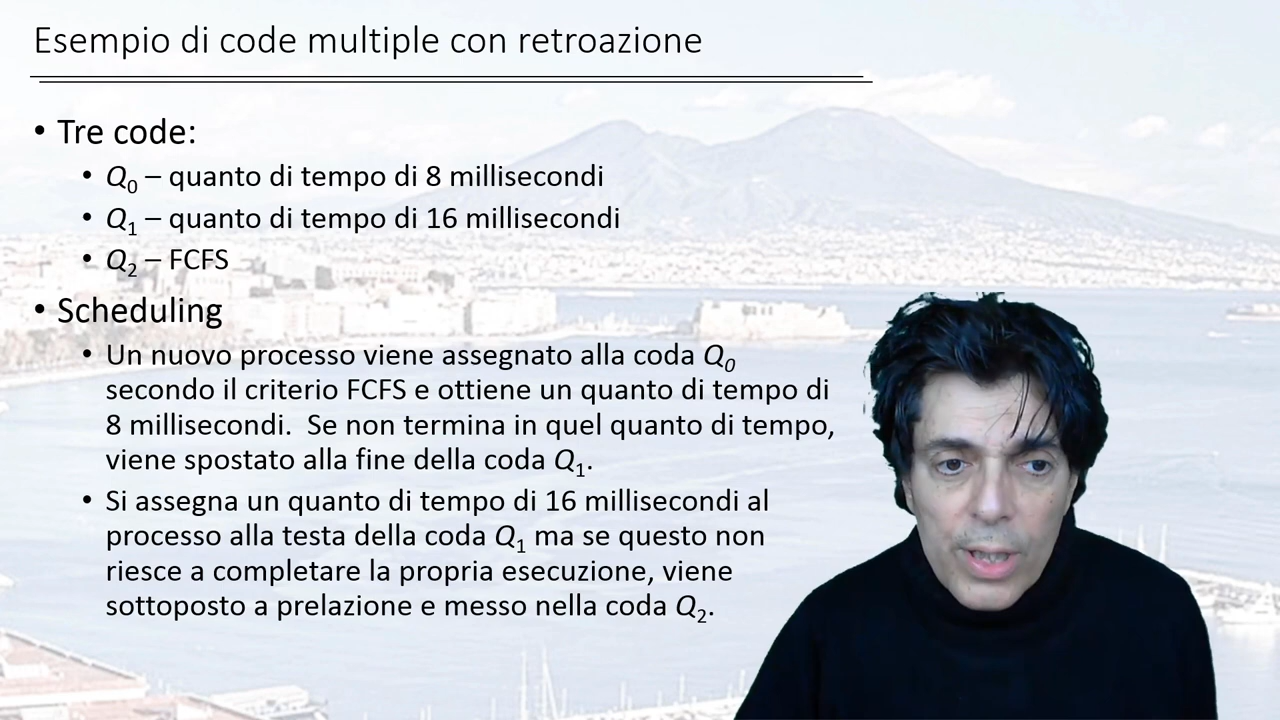 Esempio di code multiple con retroazione
• Tre code:
• Q0 – quanto di tempo di 8 millisecondi
• Q1 – quanto di tempo di 16 millisecondi
• Q2 – FCFS
• Scheduling
• Un nuovo processo viene assegnato alla coda Q0
secondo il criterio FCFS e ottiene un quanto di tempo di
8 millisecondi.  Se non termina in quel quanto di tempo,
viene spostato alla fine della coda Q1.
• Si assegna un quanto di tempo di 16 millisecondi al
processo alla testa della coda Q1 ma se questo non
riesce a completare la propria esecuzione, viene
sottoposto a prelazione e messo nella coda Q2.